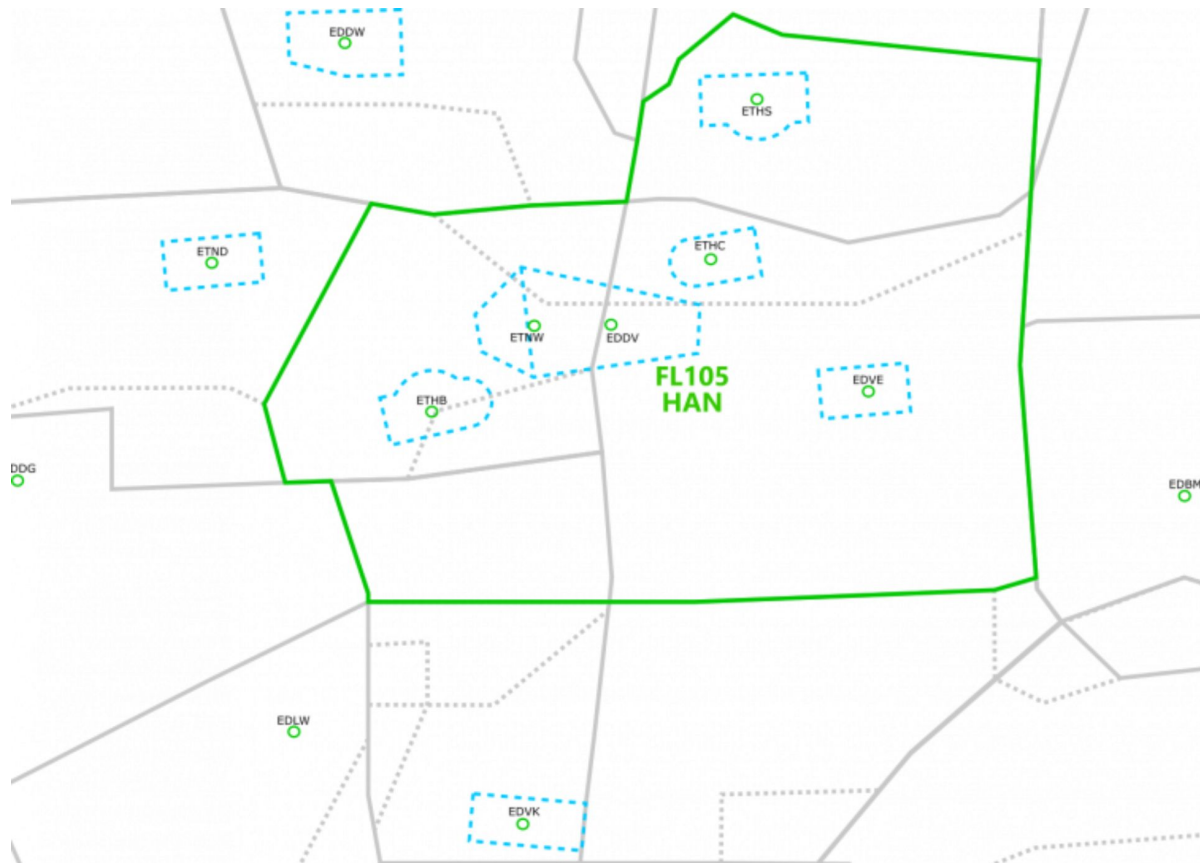 EDDW
ETHS
ETHC
ETND
ETNW
EDDV
FL105
HAN
EDVE
ETHB
DDG
EDBM
EDLW
EDVK